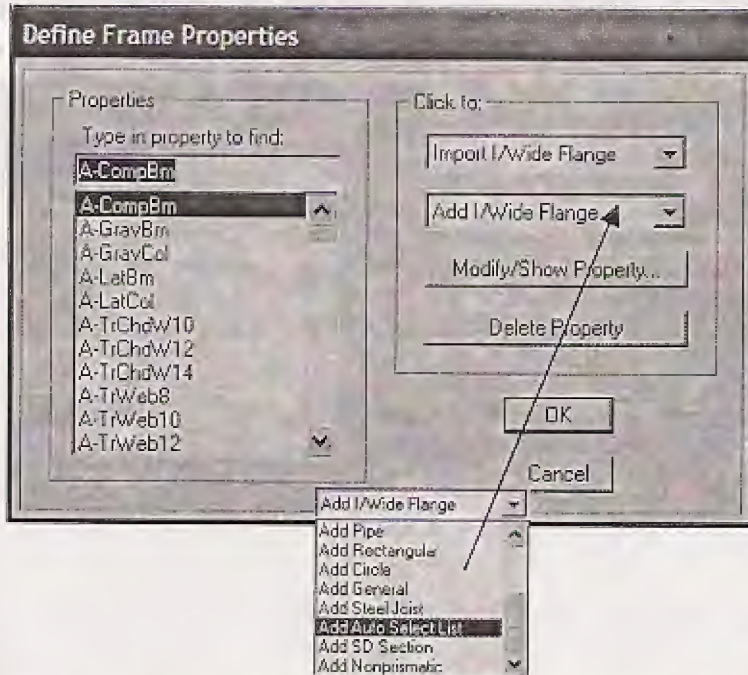 Define Frame Properties
Properties
Type in property to find:
A-CompBm
A-CompBm
A-GravBm
A-GravCol
A-LatBm
A-LatCol
A-TrChdW10
A-TrChdW12
A-TrChdW14
A-TrWeb8
A-TrWeb10
A-TrWeb12
Click to:
Import I/Wide Flange
Add I/Wide Flange
Modify/Show Property...
Delete Property
OK
Cancel
Add I/Wide Flange
Add Pipe
Add Rectangular
Add Circle
Add General
Add Steel Joist
Add Auto Select List
Add SD Section
Add Nonprismatic